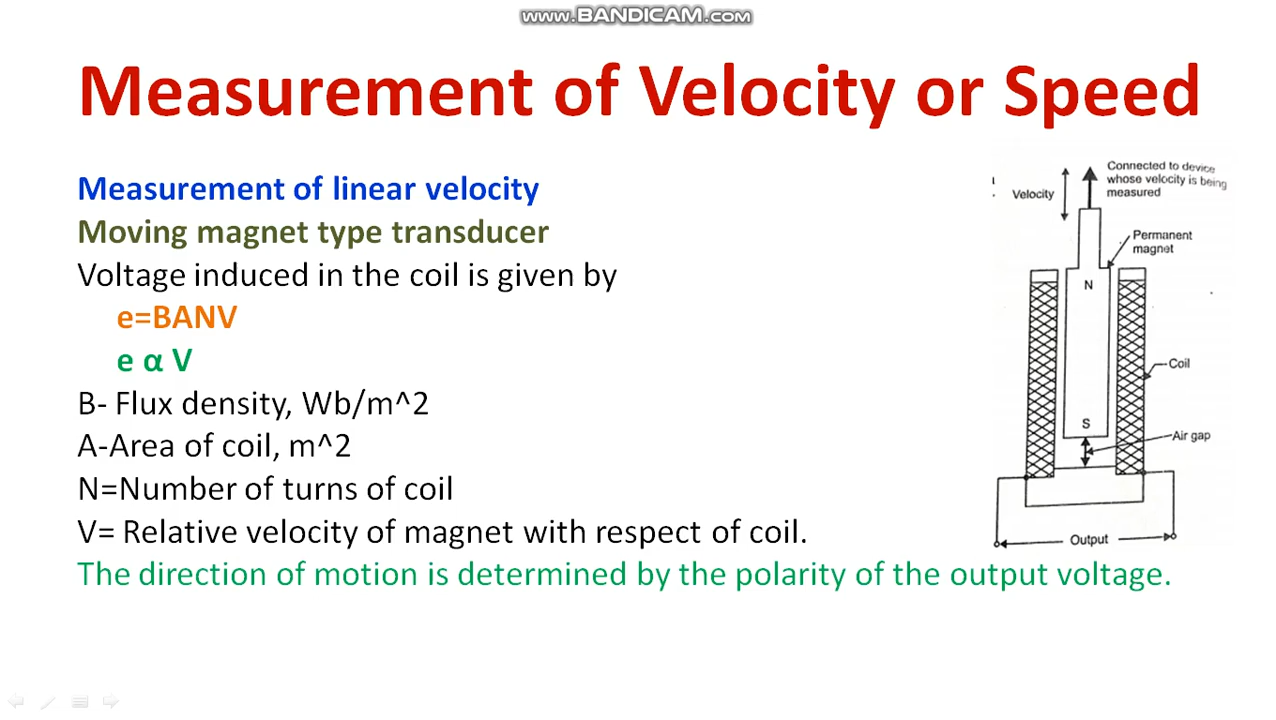 www.BANDICAM.com
Measurement of Velocity or Speed
Measurement of linear velocity
Moving magnet type transducer
Voltage induced in the coil is given by
e=BANV
e α V
B- Flux density, Wb/m^2
A-Area of coil, m^2
N=Number of turns of coil
V= Relative velocity of magnet with respect of coil.
The direction of motion is determined by the polarity of the output voltage.
Connected to device
whose velocity is being
measured
Velocity
Permanent
magnet
N
Coil
S
Air gap
Output